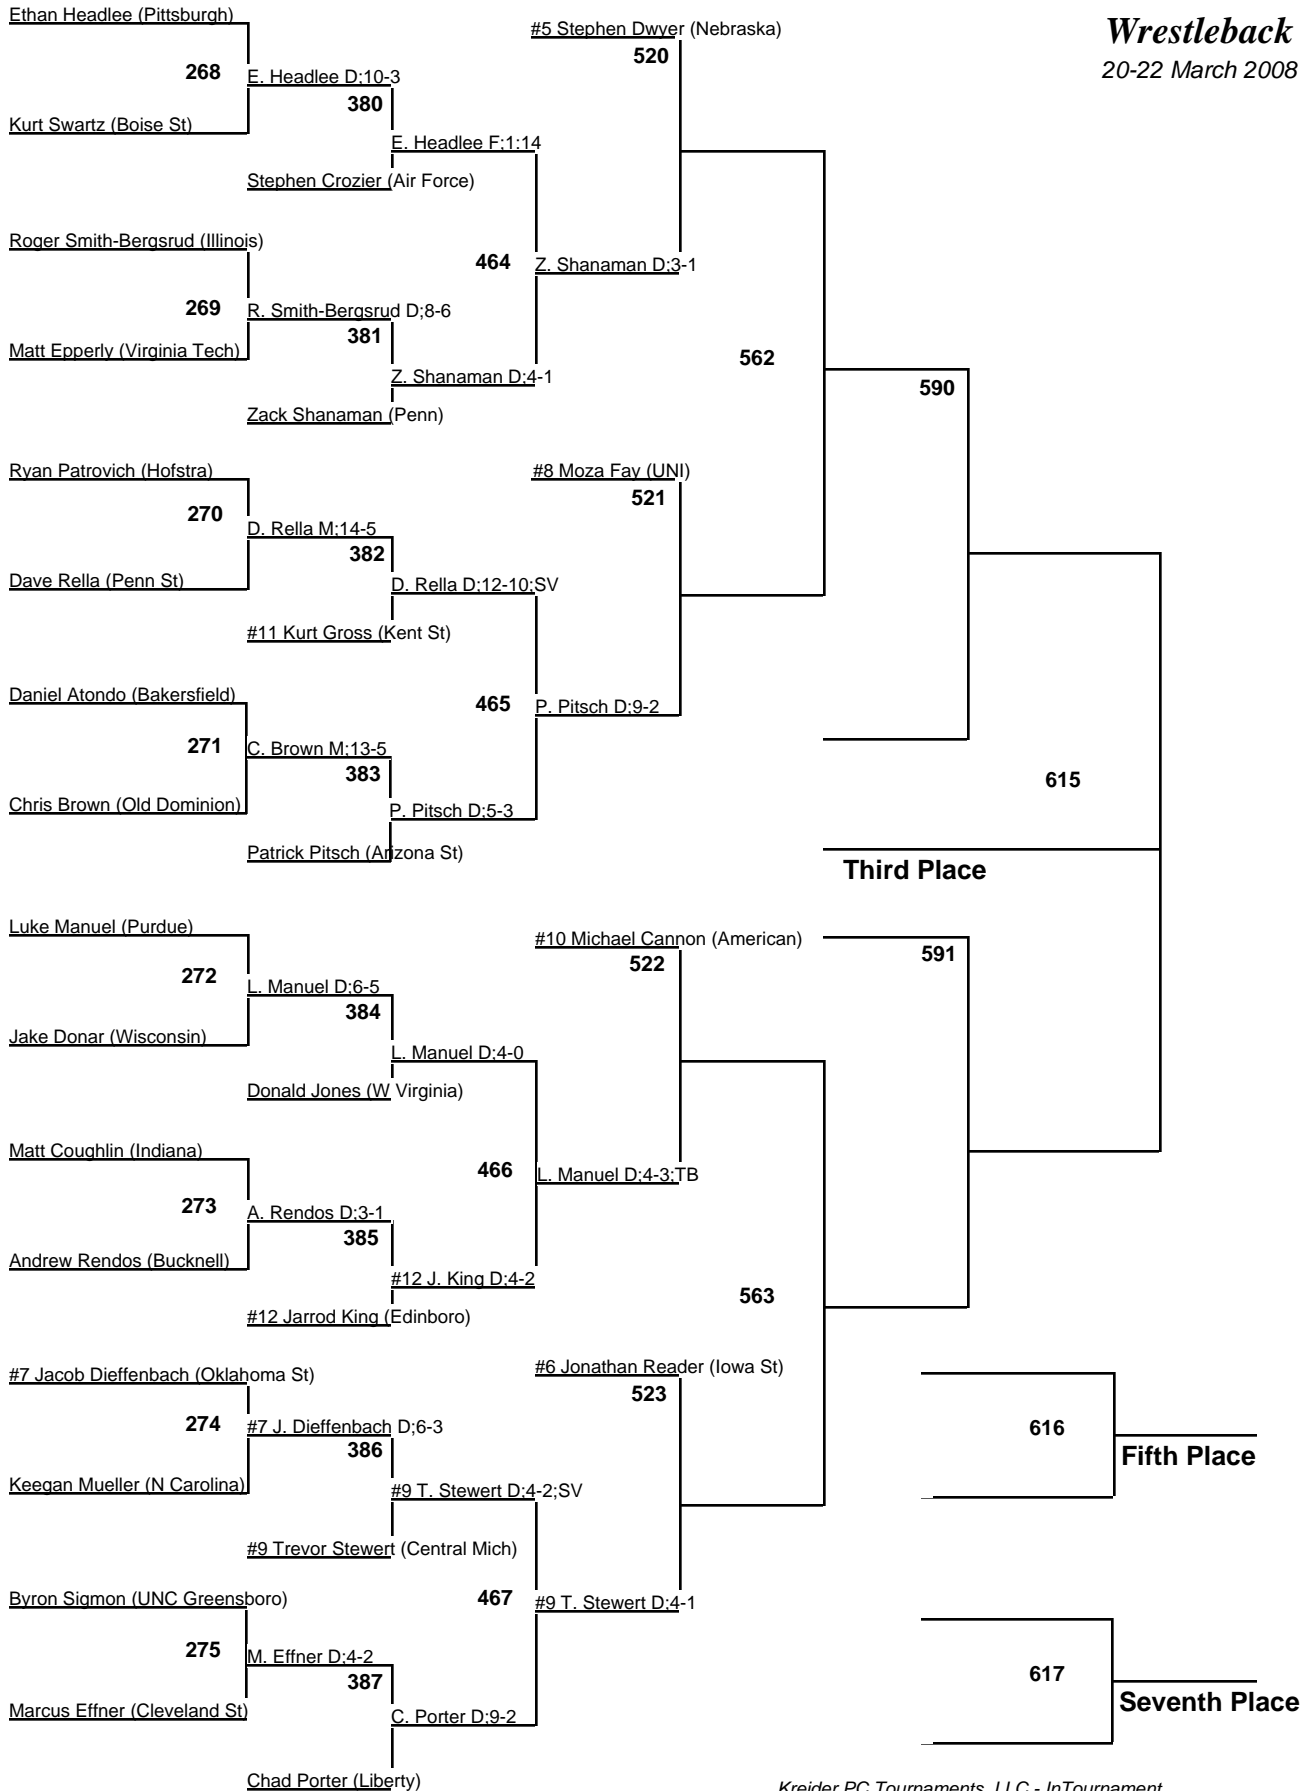 Ethan Headlee (Pittsburgh)
#5 Stephen Dwyer (Nebraska)
Wrestleback
520
268
E. Headlee D;10-3
20-22 March 2008
380
Kurt Swartz (Boise St)
E. Headlee F;1:14
Stephen Crozier (Air Force)
Roger Smith-Bergsrud (Illinois)
464
Z. Shanaman D;3-1
269
R. Smith-Bergsrud D;8-6
381
Matt Epperly (Virginia Tech)
562
Z. Shanaman D;4-1
590
Zack Shanaman (Penn)
Ryan Patrovich (Hofstra)
#8 Moza Fay (UNI)
521
270
D. Rella M;14-5
382
Dave Rella (Penn St)
D. Rella D;12-10;SV
#11 Kurt Gross (Kent St)
Daniel Atondo (Bakersfield)
465
P. Pitsch D;9-2
271
C. Brown M;13-5
383
615
Chris Brown (Old Dominion)
P. Pitsch D;5-3
Patrick Pitsch (Arizona St)
Third Place
Luke Manuel (Purdue)
#10 Michael Cannon (American)
591
522
272
L. Manuel D;6-5
384
Jake Donar (Wisconsin)
L. Manuel D;4-0
Donald Jones (W Virginia)
Matt Coughlin (Indiana)
466
L. Manuel D;4-3;TB
273
A. Rendos D;3-1
385
Andrew Rendos (Bucknell)
#12 J. King D;4-2
563
#12 Jarrod King (Edinboro)
#7 Jacob Dieffenbach (Oklahoma St)
#6 Jonathan Reader (Iowa St)
523
274
#7 J. Dieffenbach D;6-3
616
386
Fifth Place
Keegan Mueller (N Carolina)
#9 T. Stewert D;4-2;SV
#9 Trevor Stewert (Central Mich)
Byron Sigmon (UNC Greensboro)
467
#9 T. Stewert D;4-1
275
M. Effner D;4-2
387
617
Marcus Effner (Cleveland St)
C. Porter D;9-2
Seventh Place
Chad Porter (Liberty)
Kreider PC Tournaments, LLC - InTournament